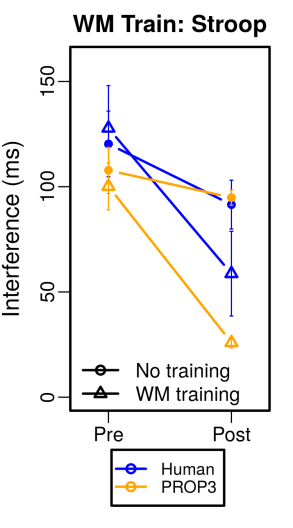 WM Train: Stroop
Interference (ms)
150
100
50
0
No training
WM training
Pre Post
Human
PROP3